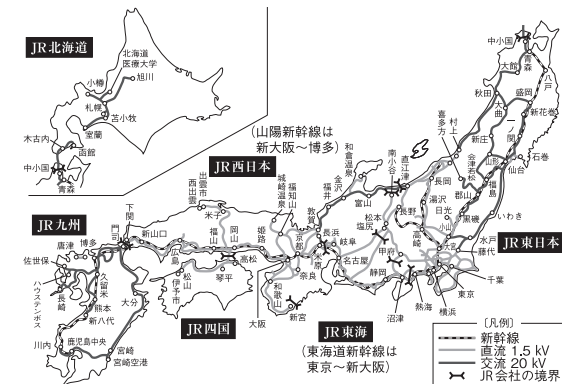 JR北海道
北海道
医療大学
旭川
小樽
札幌
苫小牧
室蘭
木古内
函館
中小国
青森
中小国
青森
八戸
大館
秋田
盛岡
大曲
新花巻
一ノ関
新庄
村上
喜多方
会津若松
山形
仙台
石巻
福島
郡山
いわき
黒磯
日光
小山
水戸
藤代
大宮
千葉
東京
横浜
熱海
沼津
JR東日本
(山陽新幹線は
新大阪〜博多)
JR西日本
南小谷
直江津
長岡
湯沢
長野
高崎
和倉温泉
金沢
富山
福井
敦賀
松本
塩尻
甲府
静岡
長浜
米原
岐阜
名古屋
京都
奈良
和歌山
新宮
大阪
城崎温泉
福知山
姫路
出雲市
西出雲
米子
岡山
福山
広島
新山口
下関
門司
高松
琴平
松山
伊予市
JR四国
JR東海
(東海道新幹線は
東京〜新大阪)
JR九州
唐津
博多
佐世保
ハウステンボス
長崎
久留米
大分
熊本
新八代
川内
鹿児島中央
宮崎
宮崎空港
〔凡例〕
新幹線
直流 1.5 kV
交流 20 kV
JR会社の境界